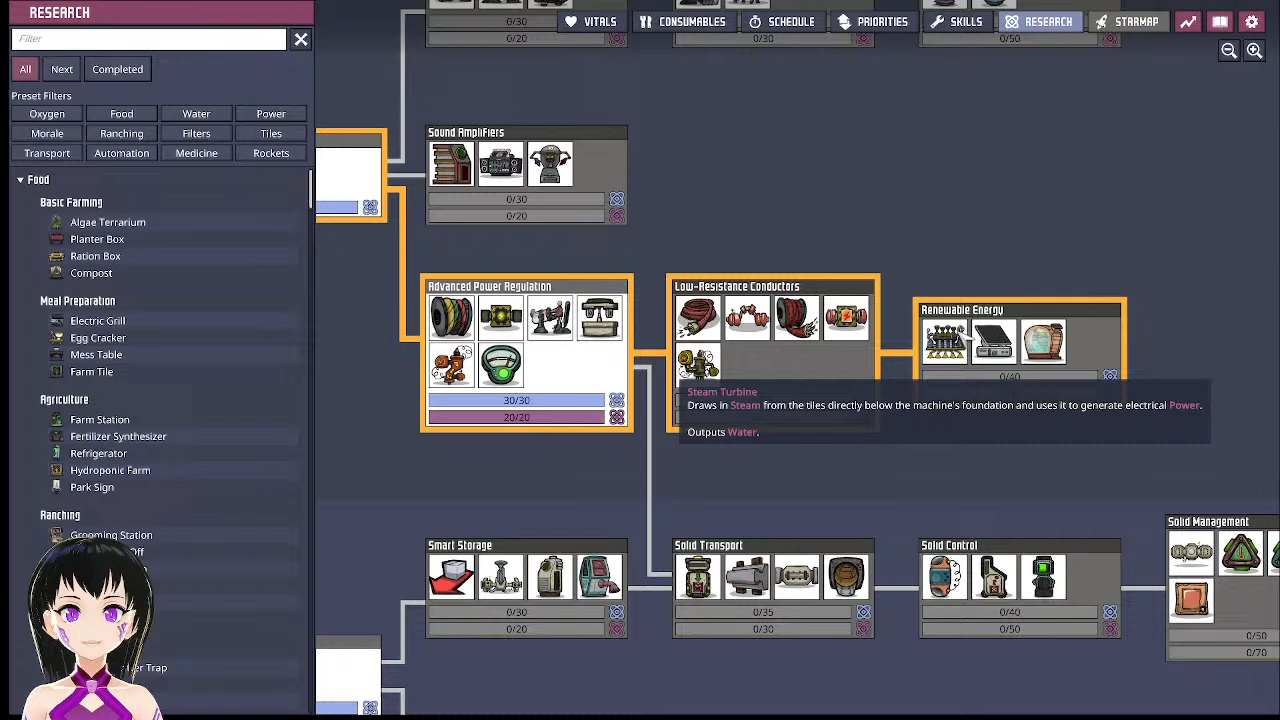 RESEARCH
VITALS
CONSUMABLES
SCHEDULE
PRIORITIES
SKILLS
RESEARCH
STARMAP
Filter
All
Next
Completed
Preset Filters
Oxygen
Food
Water
Power
Morale
Ranching
Filters
Tiles
Transport
Automation
Medicine
Rockets
Food
Basic Farming
Algae Terrarium
Planter Box
Ration Box
Compost
Meal Preparation
Electric Grill
Egg Cracker
Mess Table
Farm Tile
Agriculture
Farm Station
Fertilizer Synthesizer
Refrigerator
Hydroponic Farm
Park Sign
Ranching
Grooming Station
Off
Trap
0/30
0/20
0/30
0/50
Sound Amplifiers
0/30
0/20
Advanced Power Regulation
30/30
20/20
Low-Resistance Conductors
Renewable Energy
0/40
Steam Turbine
Draws in Steam from the tiles directly below the machine's foundation and uses it to generate electrical Power.
Outputs Water.
Smart Storage
0/30
0/20
Solid Transport
0/35
0/30
Solid Control
0/40
0/50
Solid Management
0/50
0/70